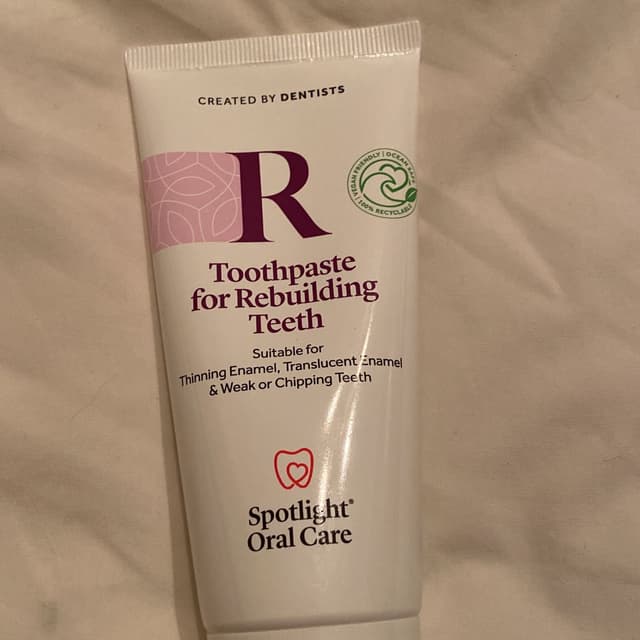 CREATED BY DENTISTS
R
VEGAN FRIENDLY | OCEAN SAFE
| 100% RECYCLABLE
Toothpaste
for Rebuilding
Teeth
Suitable for
Thinning Enamel, Translucent Enamel
& Weak or Chipping Teeth
Spotlight®
Oral Care